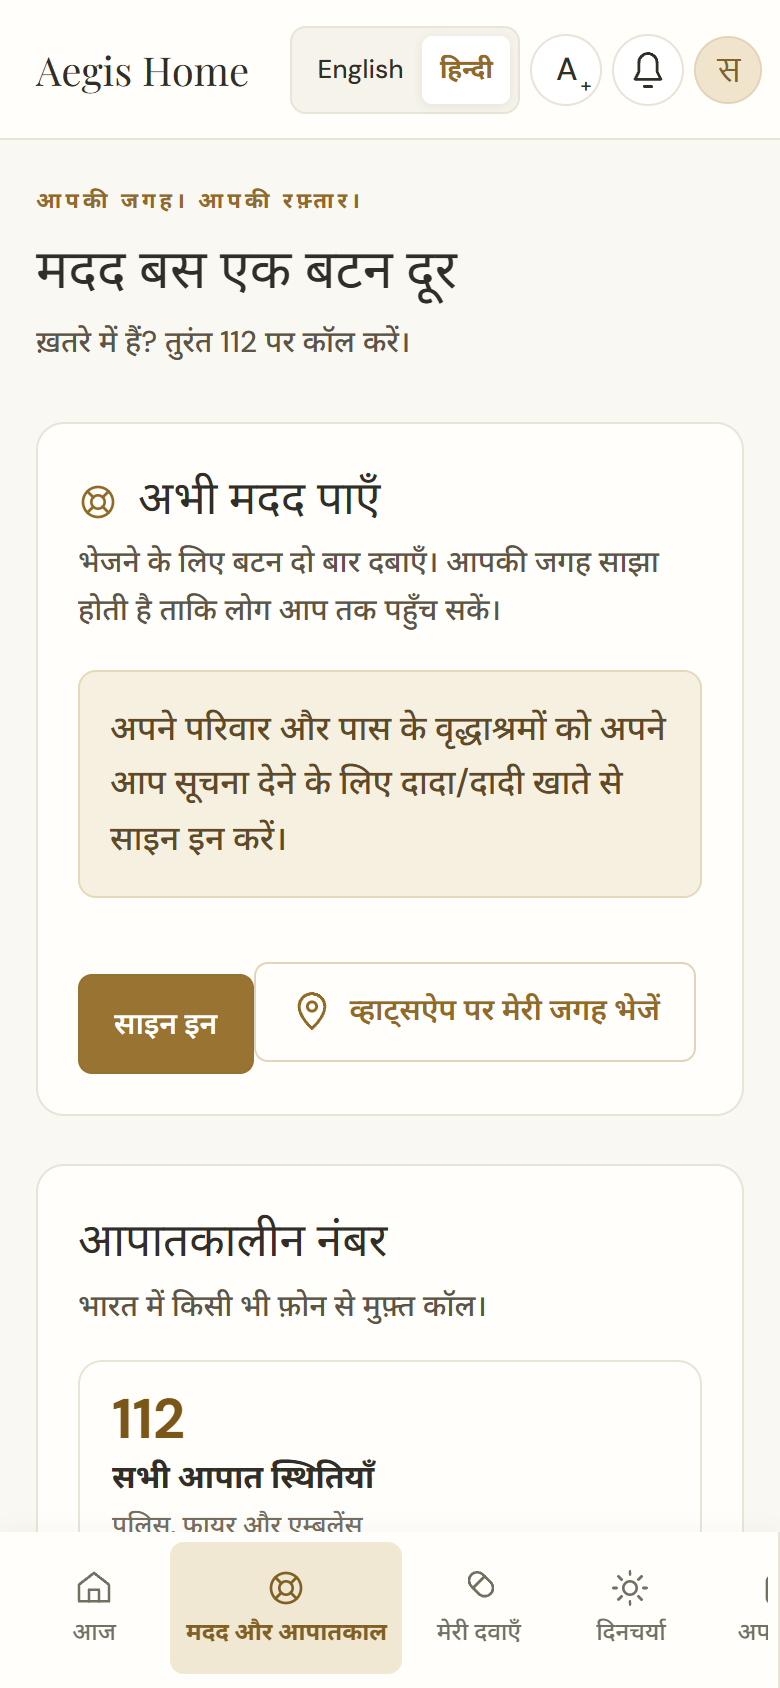 Aegis Home
English
हिन्दी
A+
स
आपकी जगह। आपकी रफ़्तार।
मदद बस एक बटन दूर
ख़तरे में हैं? तुरंत 112 पर कॉल करें।
अभी मदद पाएँ
भेजने के लिए बटन दो बार दबाएँ। आपकी जगह साझा
होती है ताकि लोग आप तक पहुँच सकें।
अपने परिवार और पास के वृद्धाश्रमों को अपने
आप सूचना देने के लिए दादा/दादी खाते से
साइन इन करें।
साइन इन
व्हाट्सऐप पर मेरी जगह भेजें
आपातकालीन नंबर
भारत में किसी भी फ़ोन से मुफ़्त कॉल।
112
सभी आपात स्थितियाँ
पुलिस, फ़ायर और एम्बुलेंस
आज
मदद और आपातकाल
मेरी दवाएँ
दिनचर्या